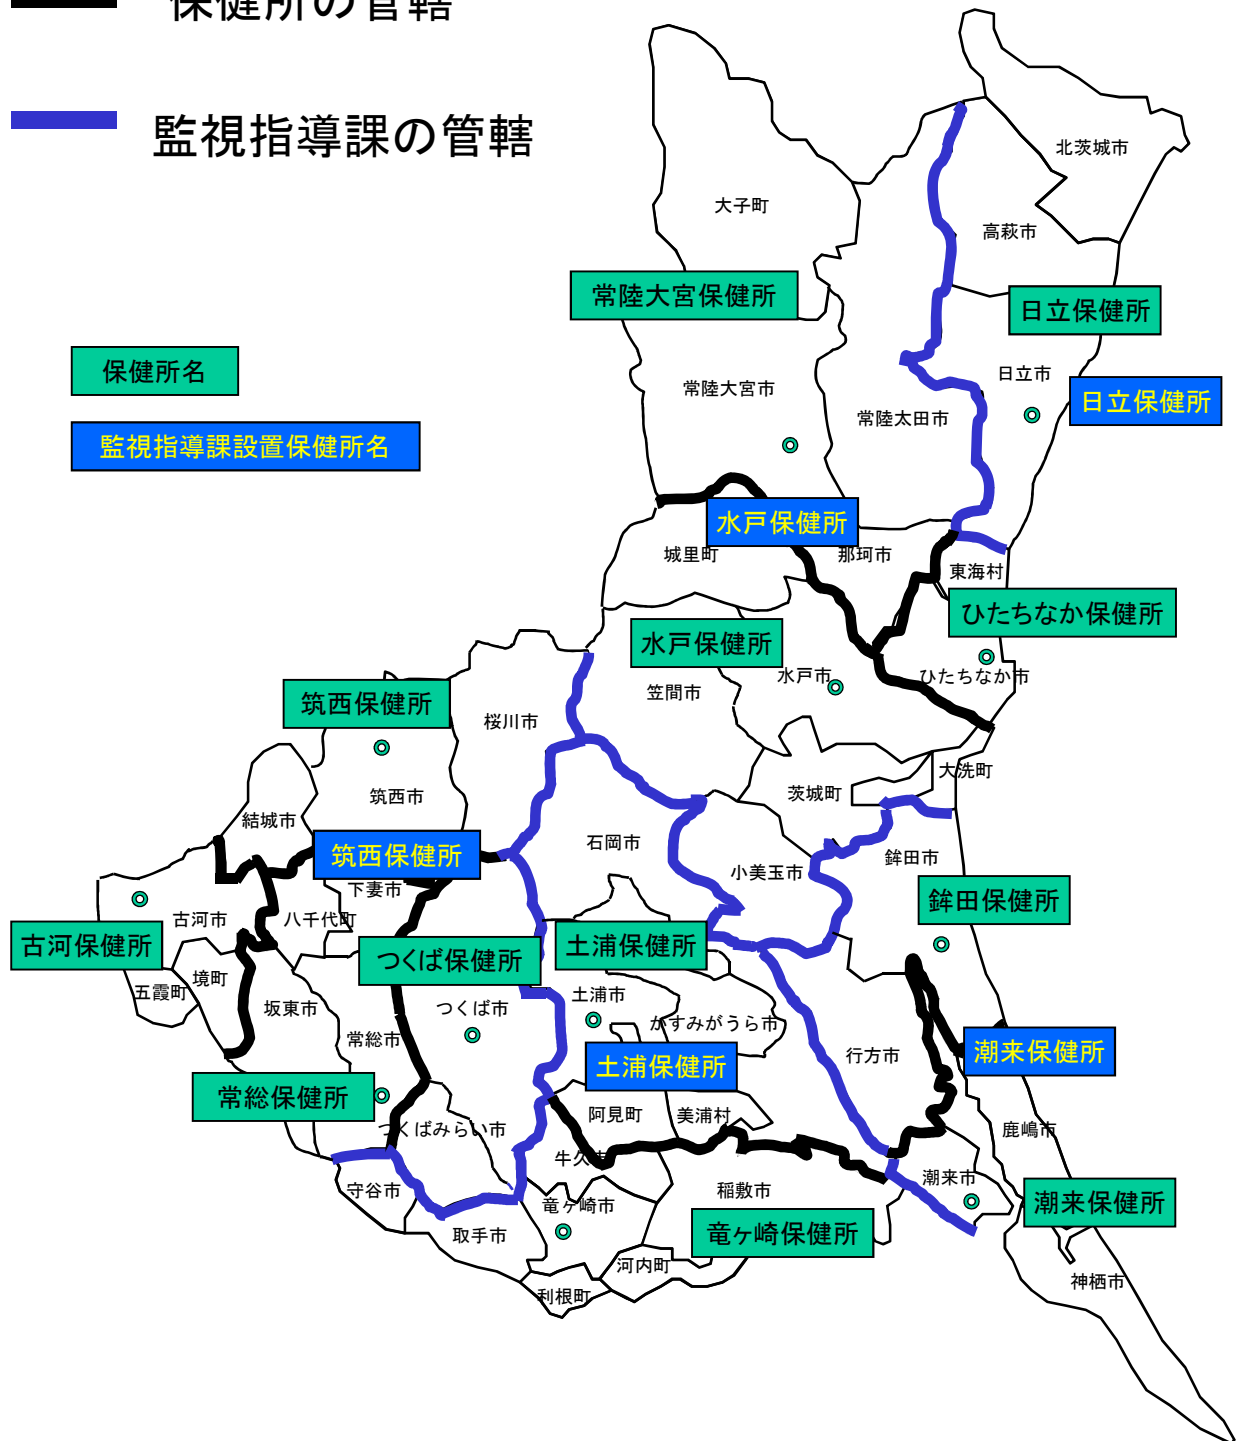 保健所の管轄
監視指導課の管轄
北茨城市
大子町
高萩市
常陸大宮保健所
日立保健所
保健所名
日立市
常陸大宮市
日立保健所
常陸太田市
監視指導課設置保健所名
水戸保健所
城里町
那珂市
東海村
ひたちなか保健所
水戸保健所
水戸市
ひたちなか市
笠間市
筑西保健所
桜川市
大洗町
筑西市
茨城町
結城市
石岡市
筑西保健所
鉾田市
小美玉市
下妻市
鉾田保健所
古河市
八千代町
古河保健所
つくば保健所
土浦保健所
境町
五霞町
土浦市
坂東市
つくば市
かすみがうら市
常総市
行方市
潮来保健所
土浦保健所
常総保健所
阿見町
美浦村
つくばみらい市
鹿嶋市
牛久市
潮来市
守谷市
稲敷市
潮来保健所
竜ヶ崎市
取手市
竜ヶ崎保健所
河内町
神栖市
利根町